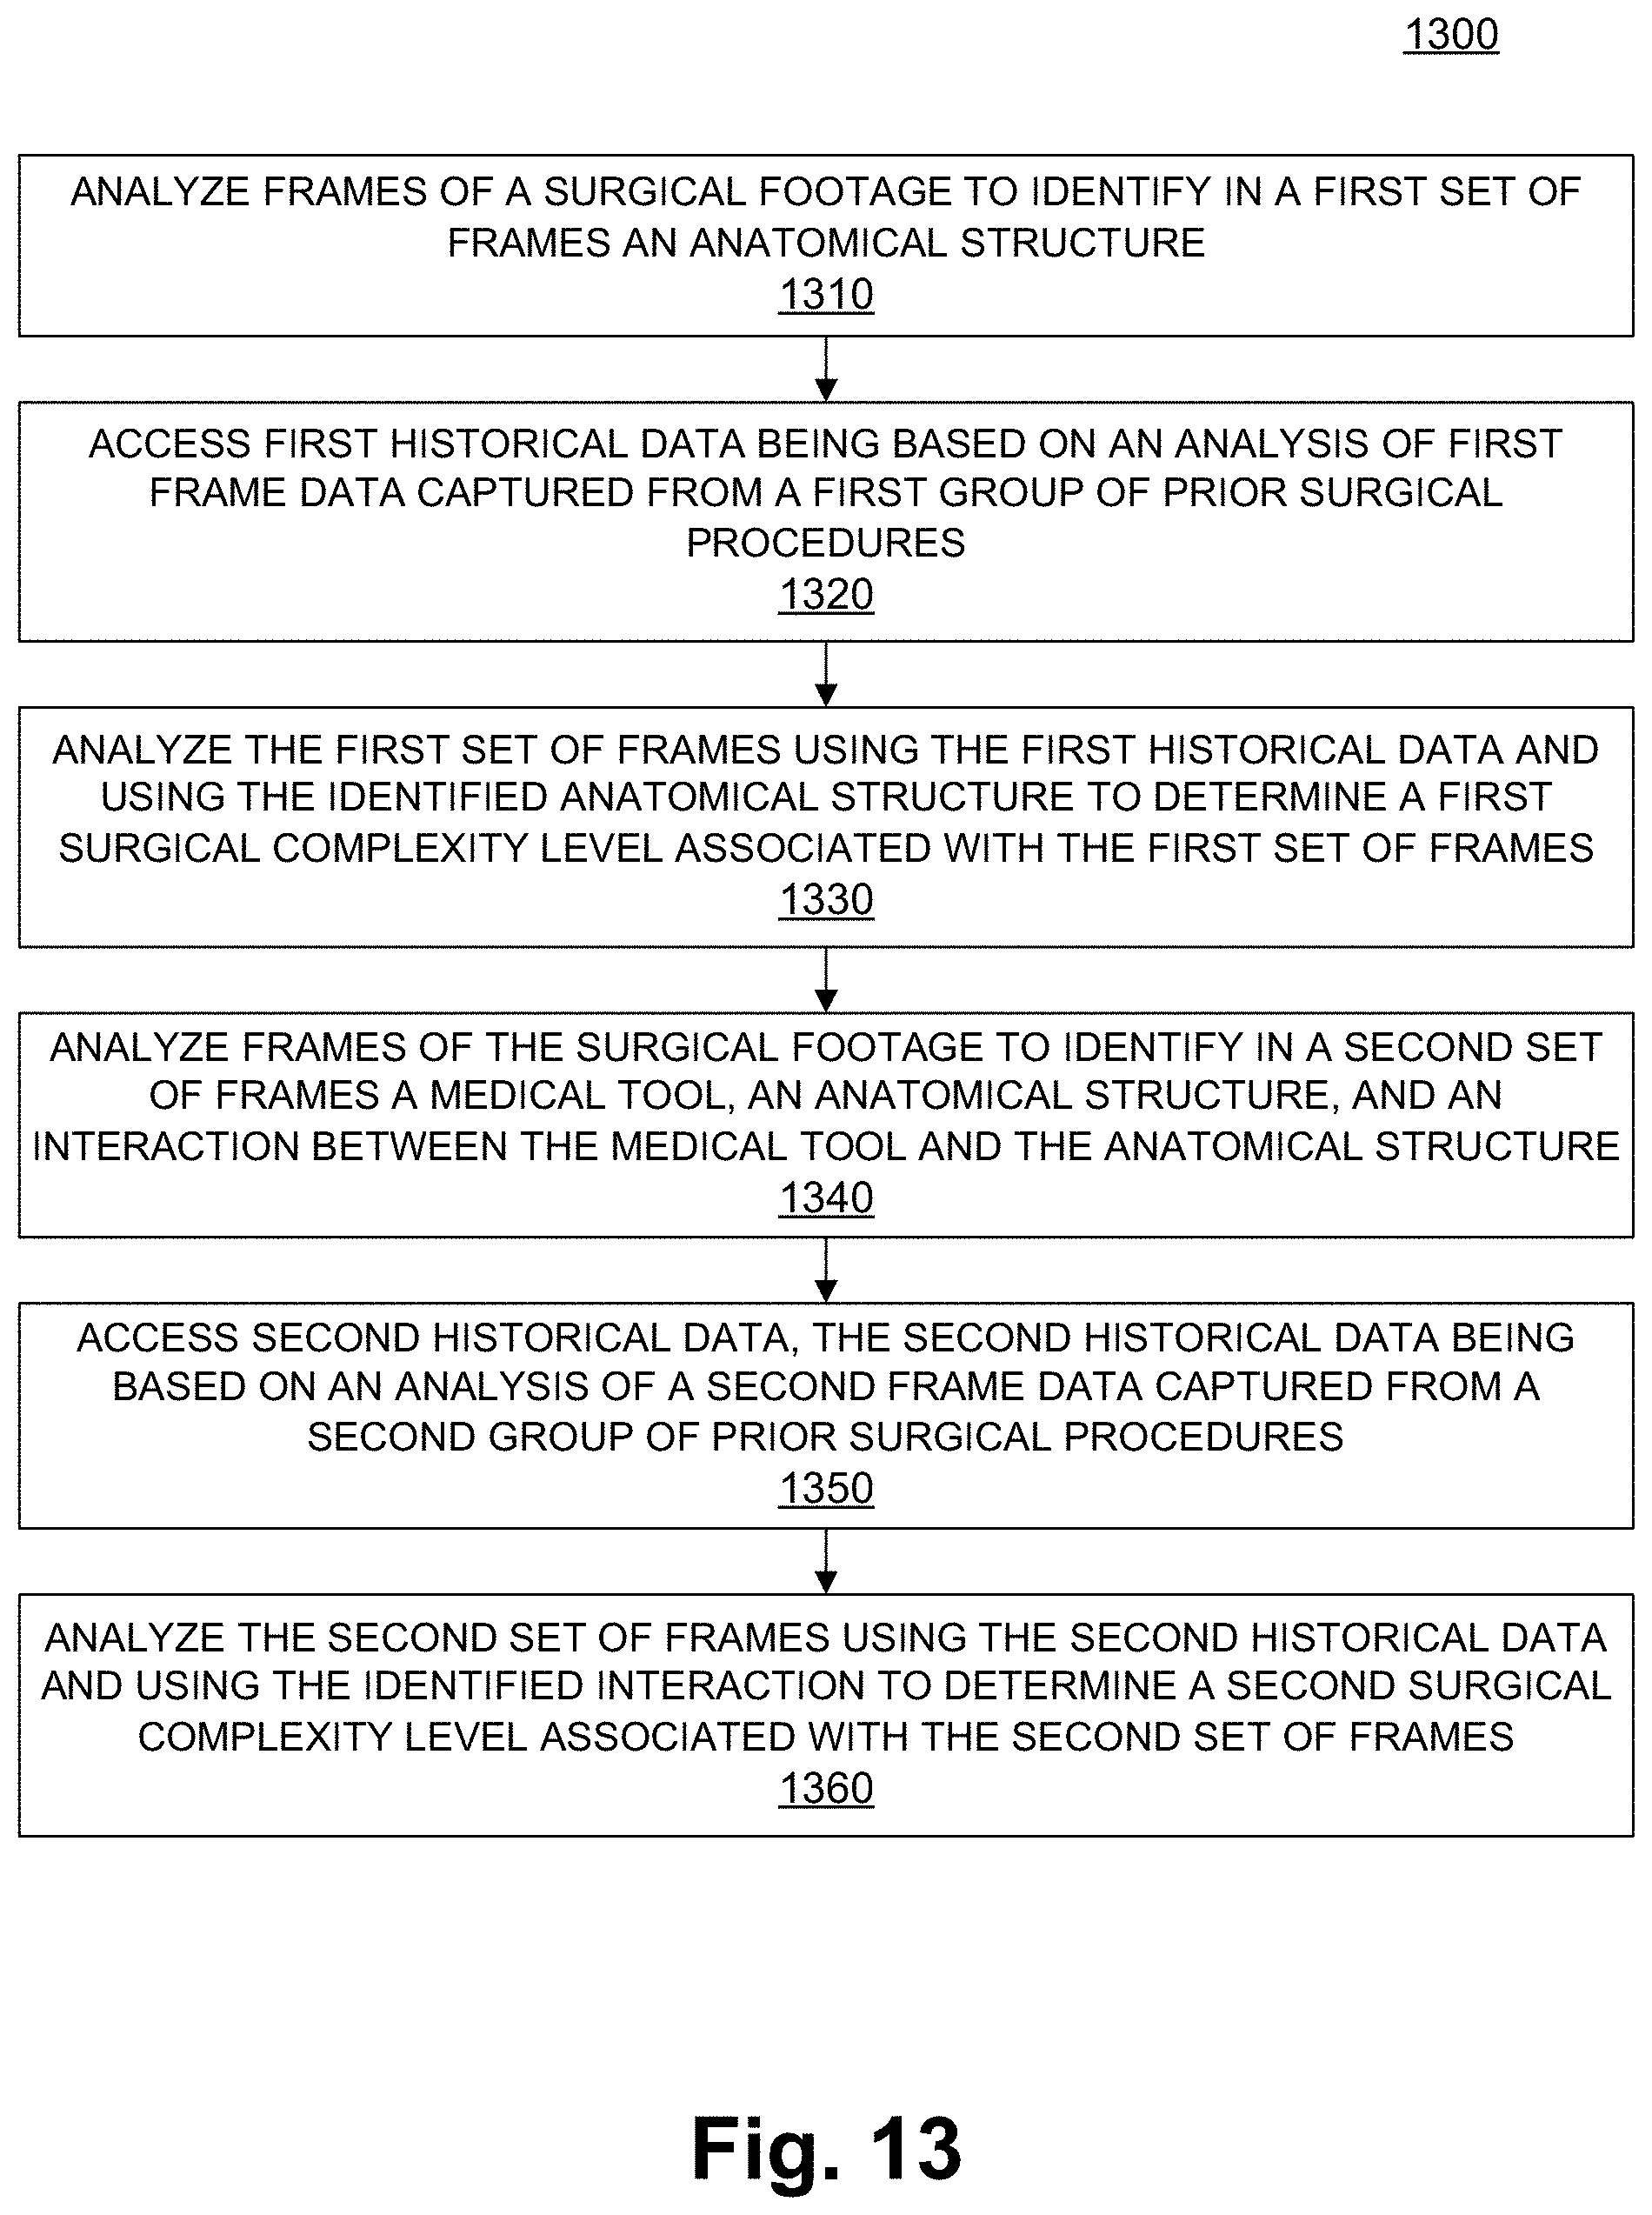 1300
ANALYZE FRAMES OF A SURGICAL FOOTAGE TO IDENTIFY IN A FIRST SET OF
FRAMES AN ANATOMICAL STRUCTURE
1310
ACCESS FIRST HISTORICAL DATA BEING BASED ON AN ANALYSIS OF FIRST
FRAME DATA CAPTURED FROM A FIRST GROUP OF PRIOR SURGICAL
PROCEDURES
1320
ANALYZE THE FIRST SET OF FRAMES USING THE FIRST HISTORICAL DATA AND
USING THE IDENTIFIED ANATOMICAL STRUCTURE TO DETERMINE A FIRST
SURGICAL COMPLEXITY LEVEL ASSOCIATED WITH THE FIRST SET OF FRAMES
1330
ANALYZE FRAMES OF THE SURGICAL FOOTAGE TO IDENTIFY IN A SECOND SET
OF FRAMES A MEDICAL TOOL, AN ANATOMICAL STRUCTURE, AND AN
INTERACTION BETWEEN THE MEDICAL TOOL AND THE ANATOMICAL STRUCTURE
1340
ACCESS SECOND HISTORICAL DATA, THE SECOND HISTORICAL DATA BEING
BASED ON AN ANALYSIS OF A SECOND FRAME DATA CAPTURED FROM A
SECOND GROUP OF PRIOR SURGICAL PROCEDURES
1350
ANALYZE THE SECOND SET OF FRAMES USING THE SECOND HISTORICAL DATA
AND USING THE IDENTIFIED INTERACTION TO DETERMINE A SECOND SURGICAL
COMPLEXITY LEVEL ASSOCIATED WITH THE SECOND SET OF FRAMES
1360
Fig. 13